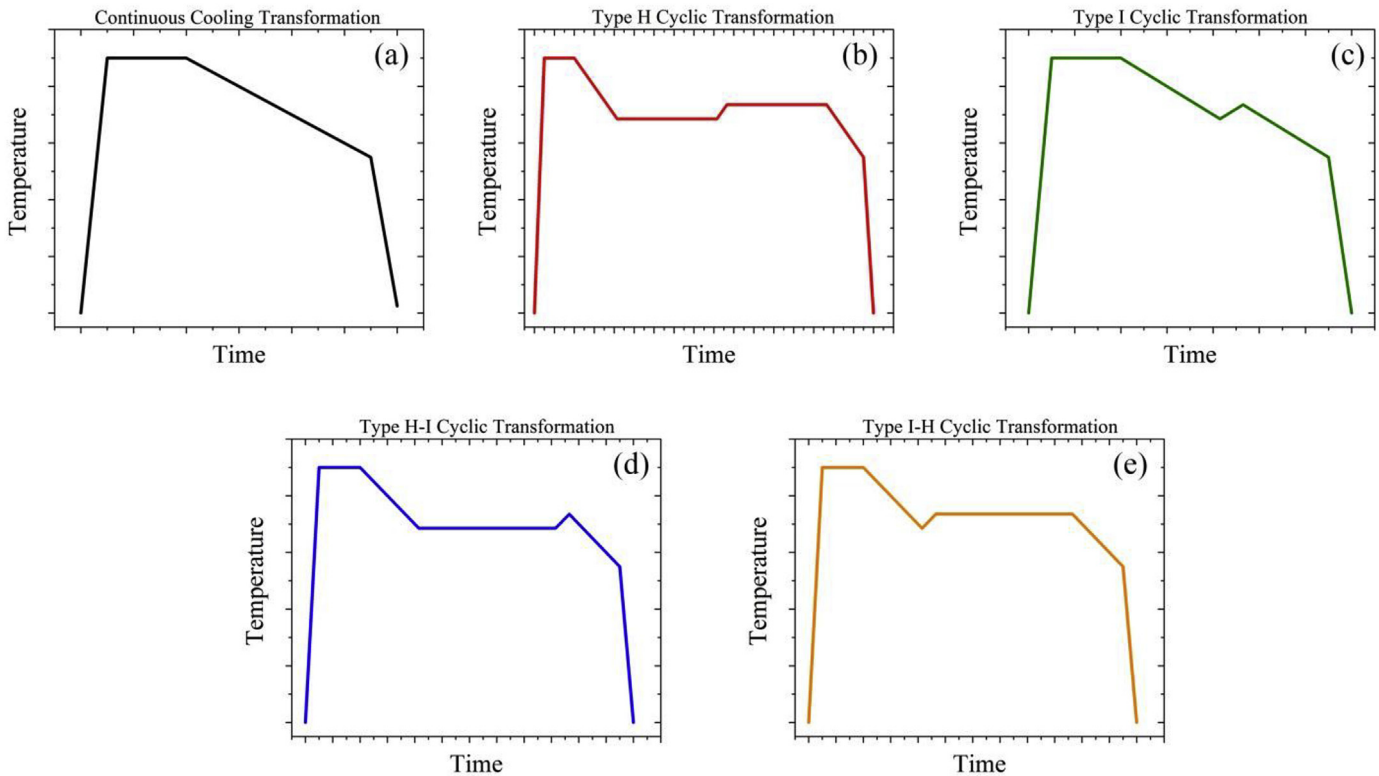 Continuous Cooling Transformation
(a)
Temperature
Time
Type H Cyclic Transformation
(b)
Temperature
Time
Type I Cyclic Transformation
(c)
Temperature
Time
Type H-I Cyclic Transformation
(d)
Temperature
Time
Type I-H Cyclic Transformation
(e)
Temperature
Time